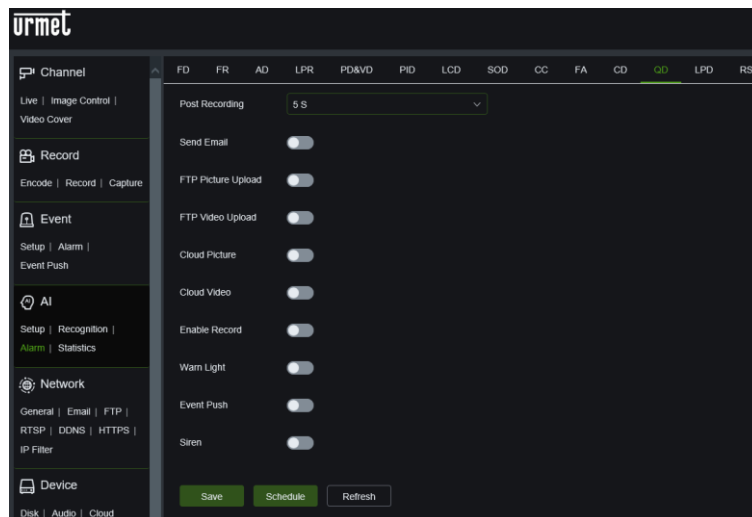 urmet
Channel
Live | Image Control |
Video Cover
Record
Encode | Record | Capture
Event
Setup | Alarm |
Event Push
AI
Setup | Recognition |
Alarm | Statistics
Network
General | Email | FTP |
RTSP | DDNS | HTTPS |
IP Filter
Device
Disk | Audio | Cloud
FD FR AD LPR PD&VD PID LCD SOD CC FA CD QD LPD RS
Post Recording 5 S
Send Email
FTP Picture Upload
FTP Video Upload
Cloud Picture
Cloud Video
Enable Record
Warn Light
Event Push
Siren
Save Schedule Refresh